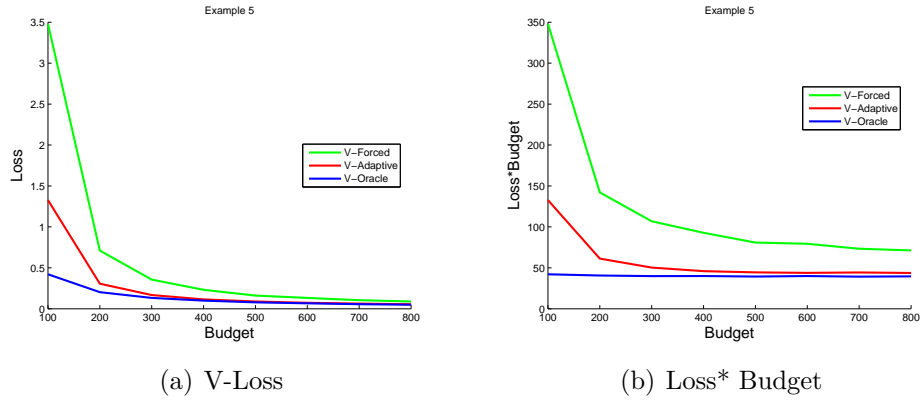 Example 5
3.5
3
2.5
2
1.5
1
0.5
0
Loss
100 200 300 400 500 600 700 800
Budget
V−Forced
V−Adaptive
V−Oracle
(a) V-Loss
Example 5
350
300
250
200
150
100
50
0
Loss*Budget
100 200 300 400 500 600 700 800
Budget
V−Forced
V−Adaptive
V−Oracle
(b) Loss* Budget